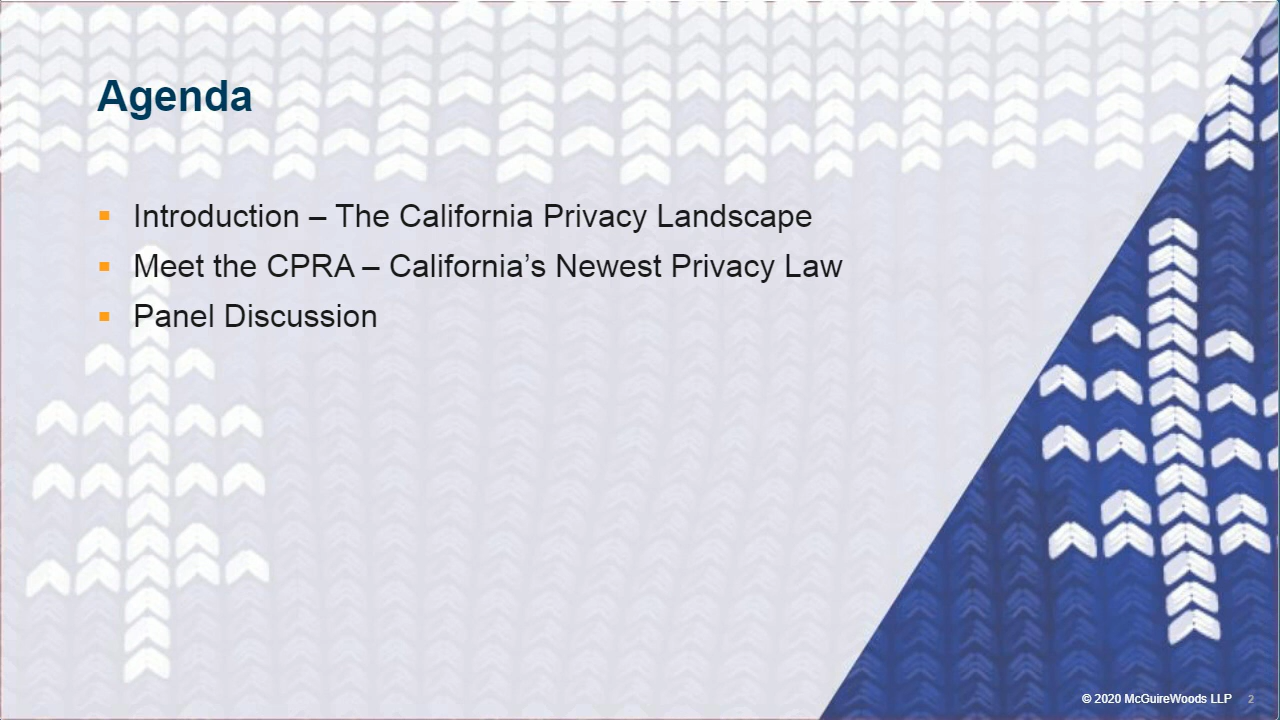 Agenda
▪ Introduction – The California Privacy Landscape
▪ Meet the CPRA – California’s Newest Privacy Law
▪ Panel Discussion
© 2020 McGuireWoods LLP 2